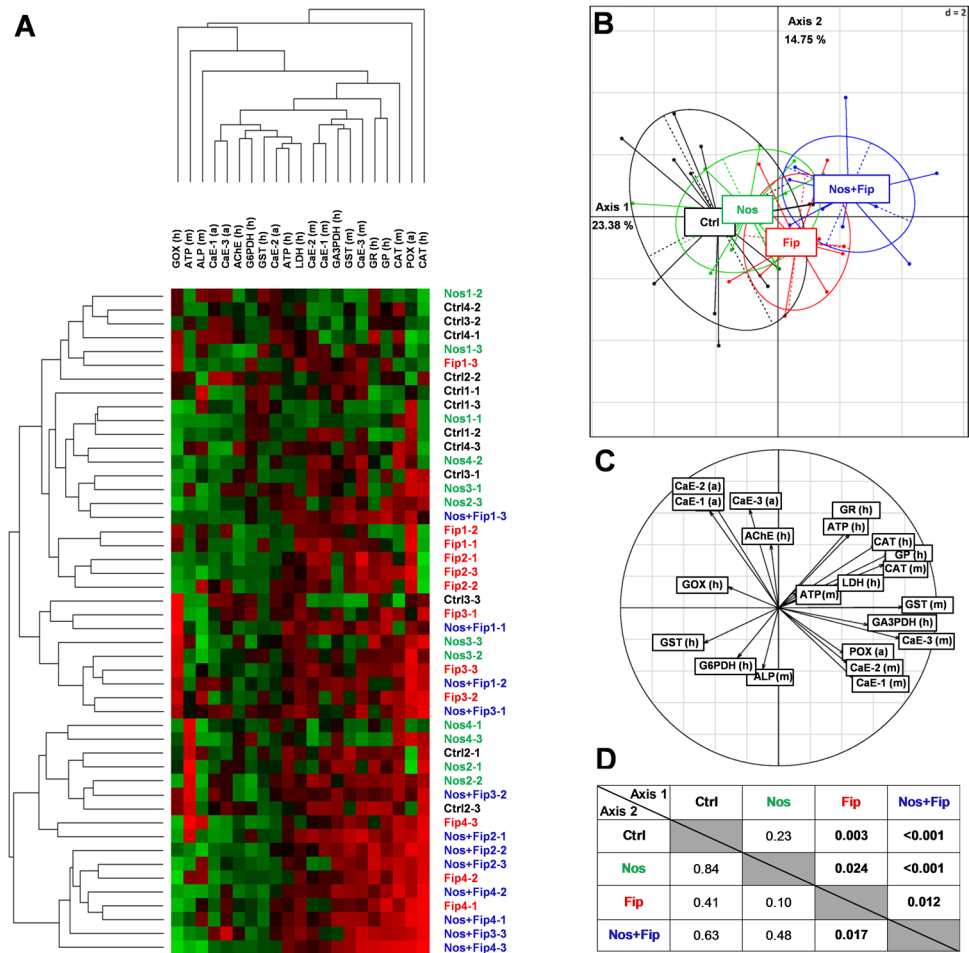 A
GOX (h)
ATP (m)
ALP (m)
CaE-1 (a)
CaE-3 (a)
AChE (h)
G6PDH (h)
GST (h)
CaE-2 (a)
ATP (h)
LDH (h)
CaE-2 (m)
CaE-1 (m)
GA3PDH (h)
GST (m)
CaE-3 (m)
GR (h)
GP (h)
CAT (m)
POX (a)
CAT (h)
Nos1-2
Ctrl4-2
Ctrl3-2
Ctrl4-1
Nos1-3
Fip1-3
Ctrl2-2
Ctrl1-1
Ctrl1-3
Nos1-1
Ctrl1-2
Ctrl4-3
Nos4-2
Ctrl3-1
Nos3-1
Nos2-3
Nos+Fip1-3
Fip1-2
Fip1-1
Fip2-1
Fip2-3
Fip2-2
Ctrl3-3
Fip3-1
Nos+Fip1-1
Nos3-3
Nos3-2
Fip3-3
Nos+Fip1-2
Fip3-2
Nos+Fip3-1
Nos4-1
Nos4-3
Ctrl2-1
Nos2-1
Nos2-2
Nos+Fip3-2
Ctrl2-3
Fip4-3
Nos+Fip2-1
Nos+Fip2-2
Nos+Fip2-3
Fip4-2
Nos+Fip4-2
Fip4-1
Nos+Fip4-1
Nos+Fip3-3
Nos+Fip4-3
B
Axis 2
14.75 %
d = 2
Axis 1
23.38 %
Ctrl
Nos
Fip
Nos+Fip
C
CaE-2 (a)
CaE-1 (a)
CaE-3 (a)
AChE (h)
GR (h)
ATP (h)
CAT (h)
GP (h)
CAT (m)
LDH (h)
ATP(m)
GOX (h)
GST (m)
GA3PDH (h)
CaE-3 (m)
GST (h)
G6PDH (h)
ALP(m)
POX (a)
CaE-2 (m)
CaE-1 (m)
D
Axis 1
Axis 2
Ctrl Nos Fip Nos+Fip
Ctrl 0.23 0.003 <0.001
Nos 0.84 0.024 <0.001
Fip 0.41 0.10 0.012
Nos+Fip 0.63 0.48 0.017